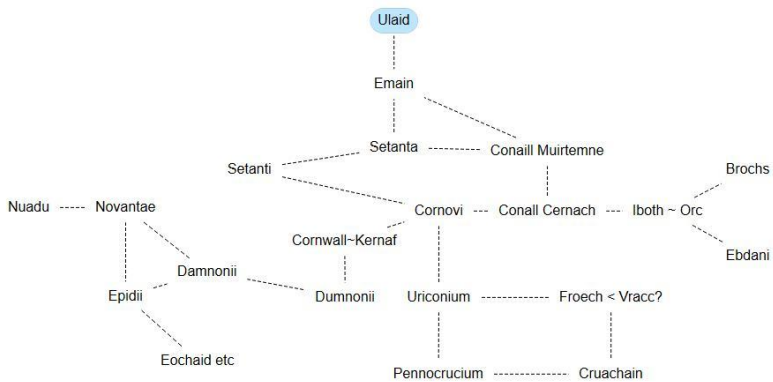 Ulaid
Emain
Setanta
Conaill Muirtemne
Setanti
Brochs
Nuadu
Novantae
Cornovi
Conall Cernach
Iboth ~ Orc
Cornwall~Kernaf
Ebdani
Damnonii
Epidii
Dumnonii
Uriconium
Froech < Vracc?
Eochaid etc
Pennocrucium
Cruachain